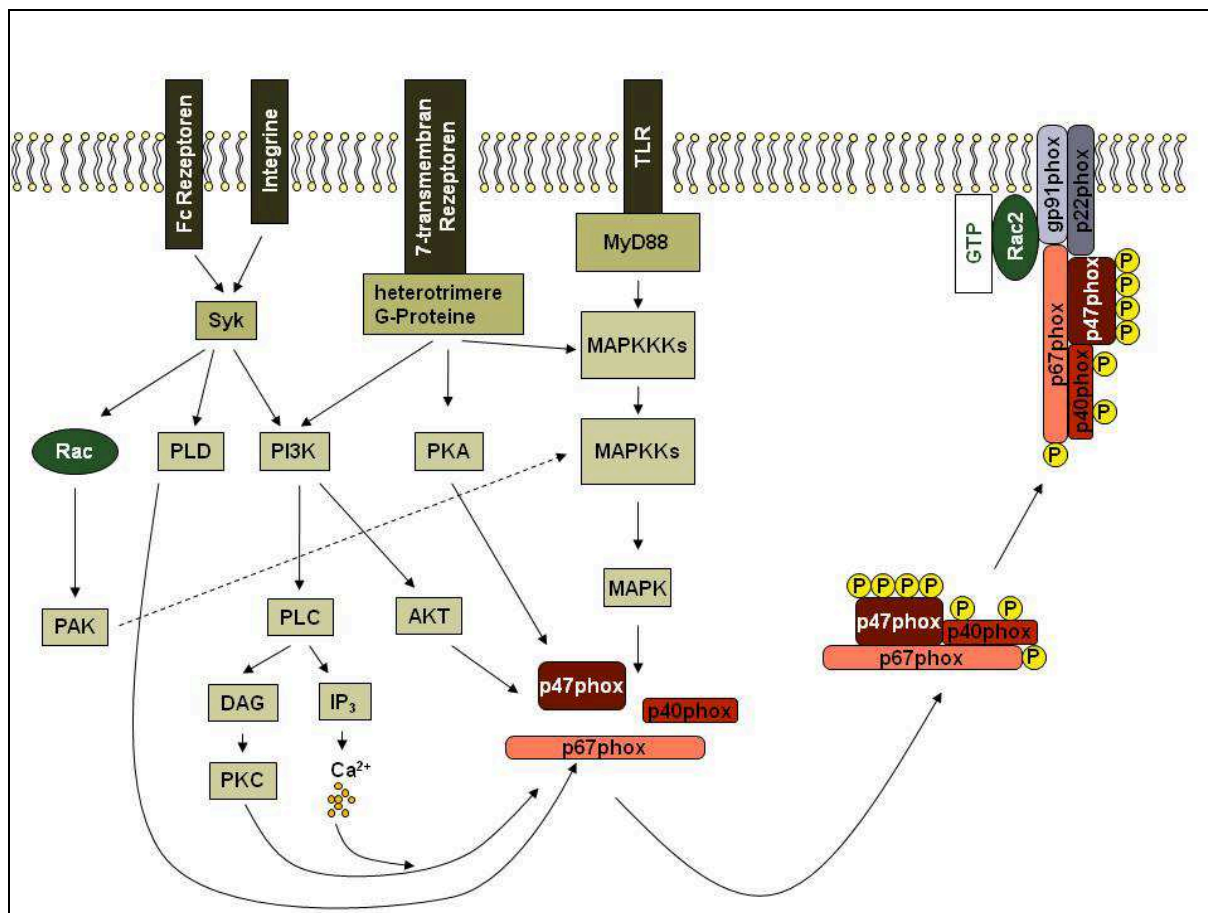 Fc Rezeptoren
Integrine
7-transmembran
Rezeptoren
TLR
gp91phox
p22phox
GTP
Rac2
MyD88
heterotrimere
G-Proteine
Syk
MAPKKKs
p47phox
P
P
P
P
p67phox
p40phox
P
P
P
Rac
PLD
PI3K
PKA
MAPKKs
PAK
PLC
AKT
MAPK
P
P
P
P
P
P
p47phox
p40phox
p67phox
P
DAG
IP₃
p47phox
p40phox
p67phox
PKC
Ca²⁺